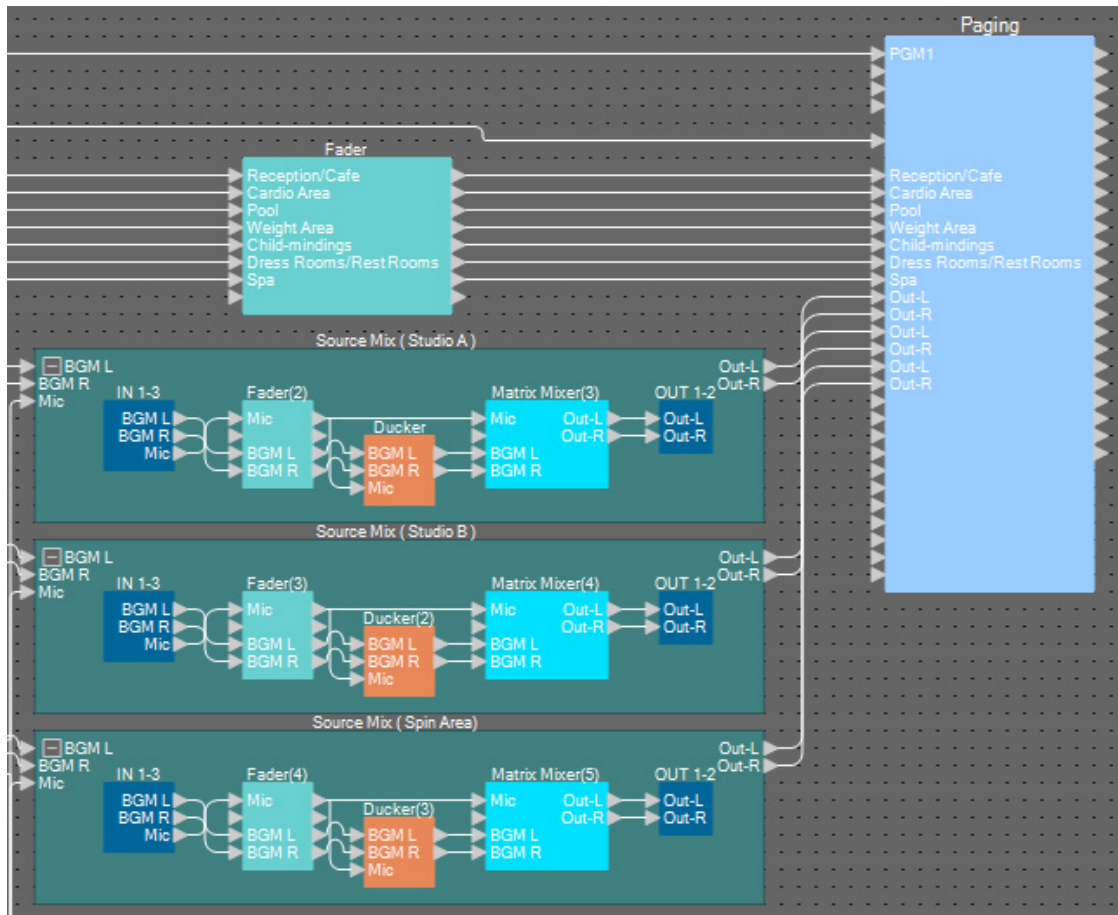 Paging
PGM1
Fader
Reception/Cafe
Cardio Area
Pool
Weight Area
Child-mindings
Dress Rooms/Rest Rooms
Spa
Reception/Cafe
Cardio Area
Pool
Weight Area
Child-mindings
Dress Rooms/Rest Rooms
Spa
Out-L
Out-R
Out-L
Out-R
Out-L
Out-R
Source Mix ( Studio A )
BGM L
BGM R
Mic
IN 1-3
BGM L
BGM R
Mic
Fader(2)
Mic
BGM L
BGM R
Ducker
BGM L
BGM R
Mic
Matrix Mixer(3)
Mic Out-L
Out-R
BGM L
BGM R
OUT 1-2
Out-L
Out-R
Out-L
Out-R
Source Mix ( Studio B )
BGM L
BGM R
Mic
IN 1-3
BGM L
BGM R
Mic
Fader(3)
Mic
BGM L
BGM R
Ducker(2)
BGM L
BGM R
Mic
Matrix Mixer(4)
Mic Out-L
Out-R
BGM L
BGM R
OUT 1-2
Out-L
Out-R
Out-L
Out-R
Source Mix ( Spin Area)
BGM L
BGM R
Mic
IN 1-3
BGM L
BGM R
Mic
Fader(4)
Mic
BGM L
BGM R
Ducker(3)
BGM L
BGM R
Mic
Matrix Mixer(5)
Mic Out-L
Out-R
BGM L
BGM R
OUT 1-2
Out-L
Out-R
Out-L
Out-R